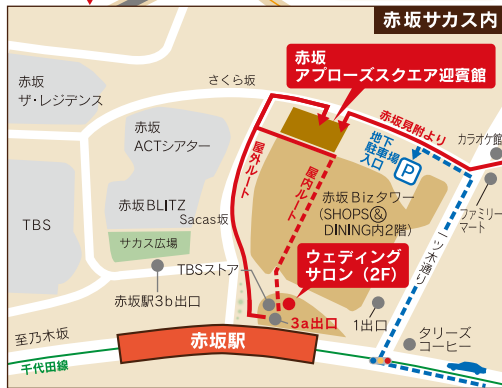 赤坂サカス内
赤坂
アプローズスクエア迎賓館
赤坂
ザ・レジデンス
さくら坂
赤坂見附より
カラオケ館
赤坂
ACTシアター
地下
駐車場
入口
P
屋外ルート
屋内ルート
赤坂Bizタワー
(SHOPS&
DINING内2階)
ファミリー
マート
赤坂BLITZ
Sacas坂
TBS
サカス広場
一ツ木通り
TBSストア
ウェディング
サロン(2F)
赤坂駅3b出口
3a出口
1出口
至乃木坂
赤坂駅
タリーズ
コーヒー
千代田線